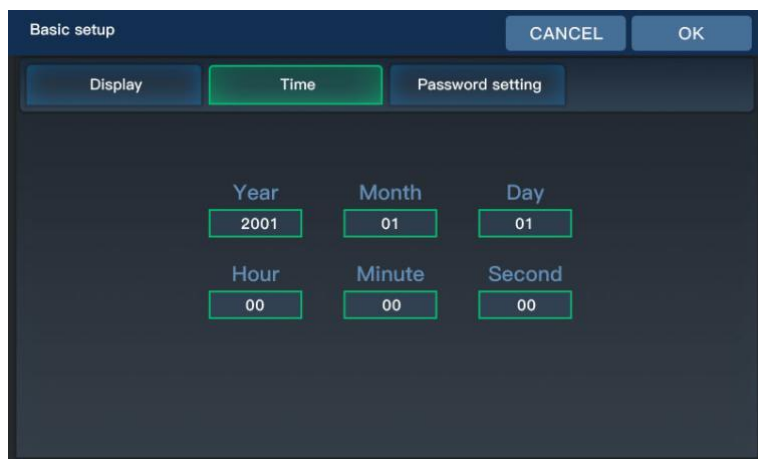 Basic setup CANCEL OK
Display Time Password setting
Year Month Day
2001 01 01
Hour Minute Second
00 00 00